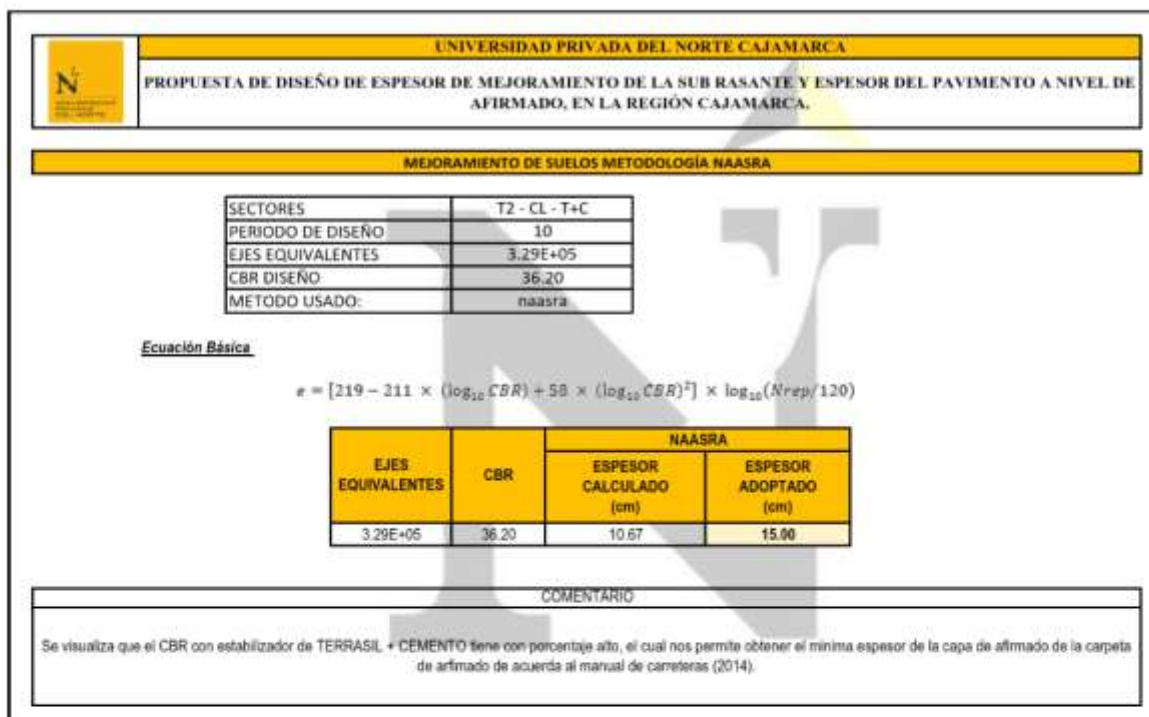 UNIVERSIDAD PRIVADA DEL NORTE CAJAMARCA
PROPUESTA DE DISEÑO DE ESPESOR DE MEJORAMIENTO DE LA SUB RASANTE Y ESPESOR DEL PAVIMENTO A NIVEL DE
AFIRMADO, EN LA REGIÓN CAJAMARCA.
MEJORAMIENTO DE SUELOS METODOLOGÍA NAASRA
SECTORES T2 - CL - T+C
PERIODO DE DISEÑO 10
EJES EQUIVALENTES 3.29E+05
CBR DISEÑO 36.20
METODO USADO: naasra
Ecuación Básica
e = [219 − 211 × (log₁₀ CBR) + 58 × (log₁₀ CBR)²] × log₁₀(Nrep/120)
EJES EQUIVALENTES CBR NAASRA
ESPESOR CALCULADO (cm) ESPESOR ADOPTADO (cm)
3.29E+05 36.20 10.67 15.00
COMENTARIO
Se visualiza que el CBR con estabilizador de TERRASIL + CEMENTO tiene con porcentaje alto, el cual nos permite obtener el minima espesor de la capa de afirmado de la carpeta
de arfimado de acuerda al manual de carreteras (2014).